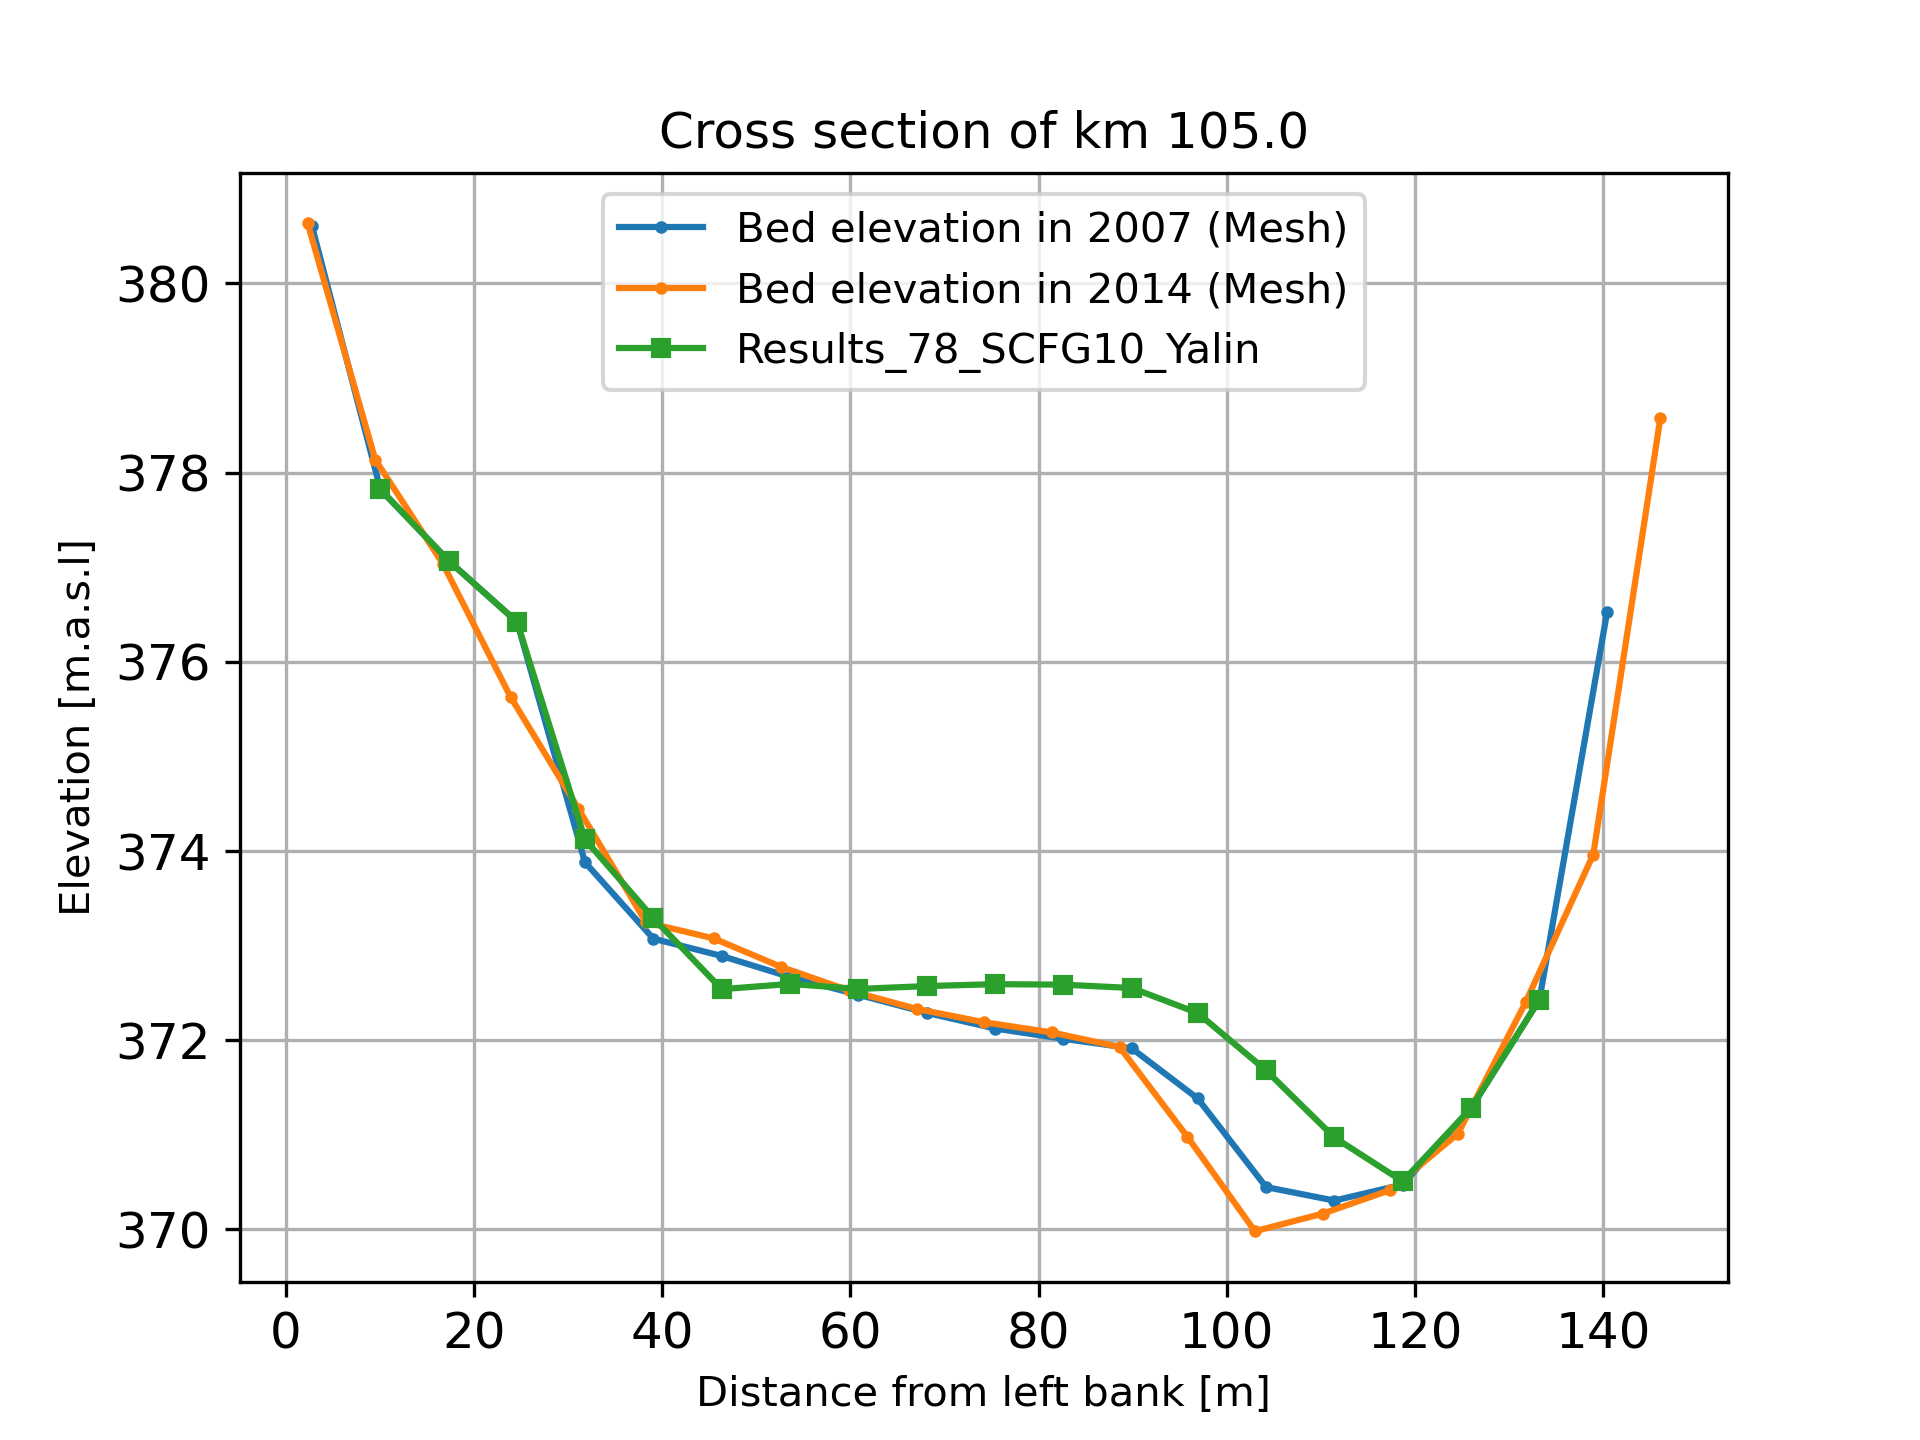 Cross section of km 105.0
Bed elevation in 2007 (Mesh)
Bed elevation in 2014 (Mesh)
Results_78_SCFG10_Yalin
Elevation [m.a.s.l]
380
378
376
374
372
370
0 20 40 60 80 100 120 140
Distance from left bank [m]